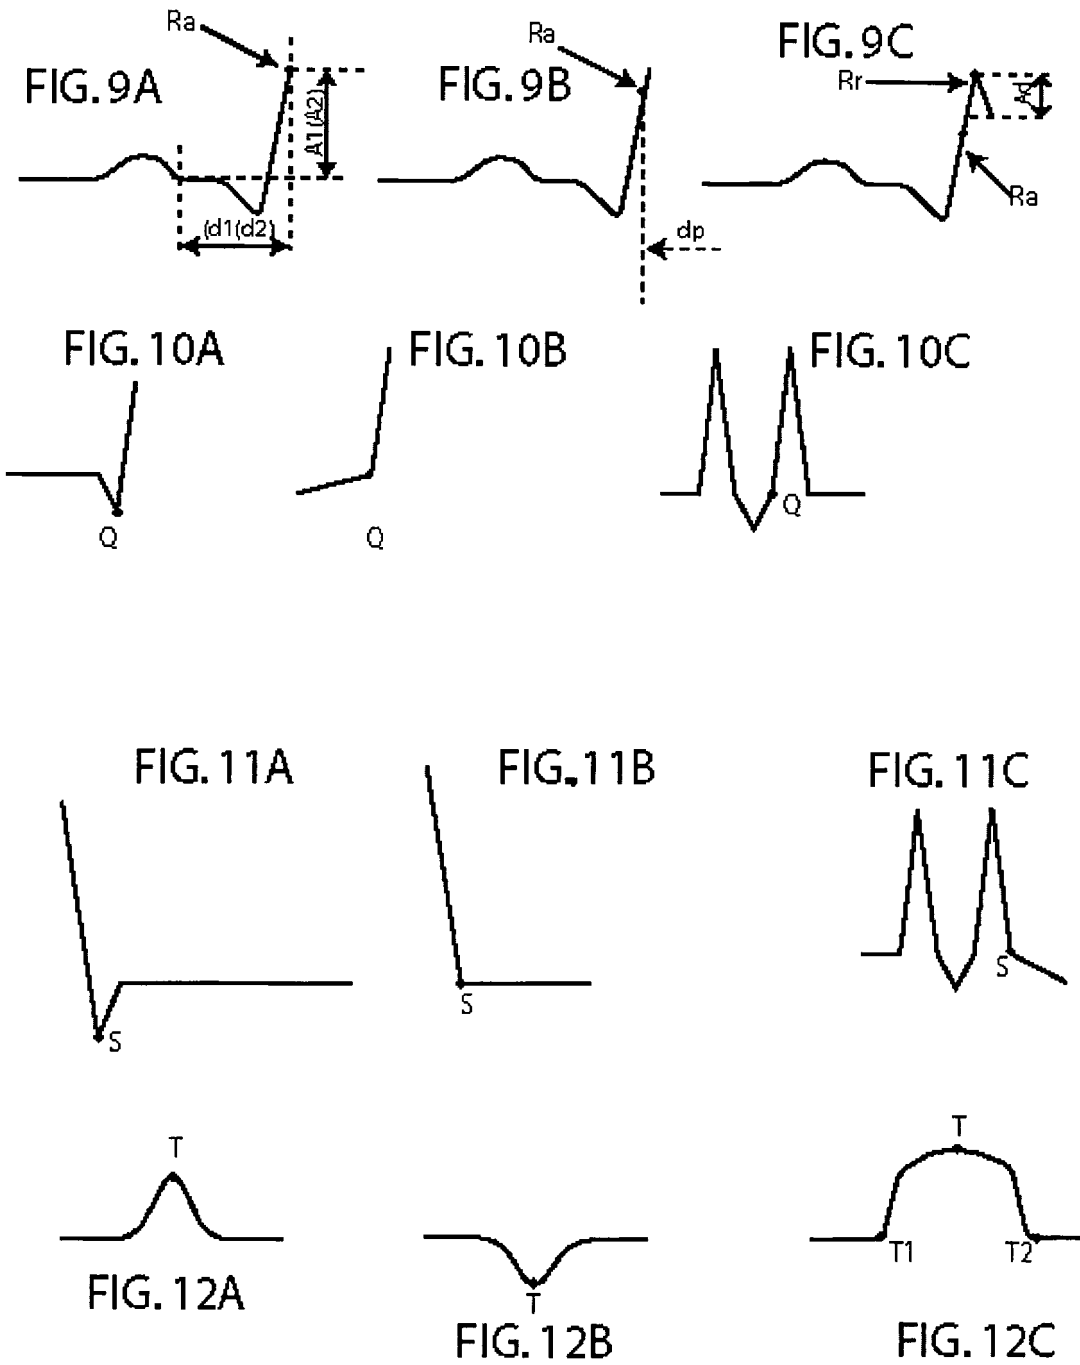 Ra
FIG. 9A
A1(A2)
(d1(d2)
Ra
FIG. 9B
dp
FIG. 9C
Rr
Ad
Ra
FIG. 10A
Q
FIG. 10B
Q
FIG. 10C
Q
FIG. 11A
S
FIG. 11B
S
FIG. 11C
S
T
FIG. 12A
T
FIG. 12B
T
T1
T2
FIG. 12C